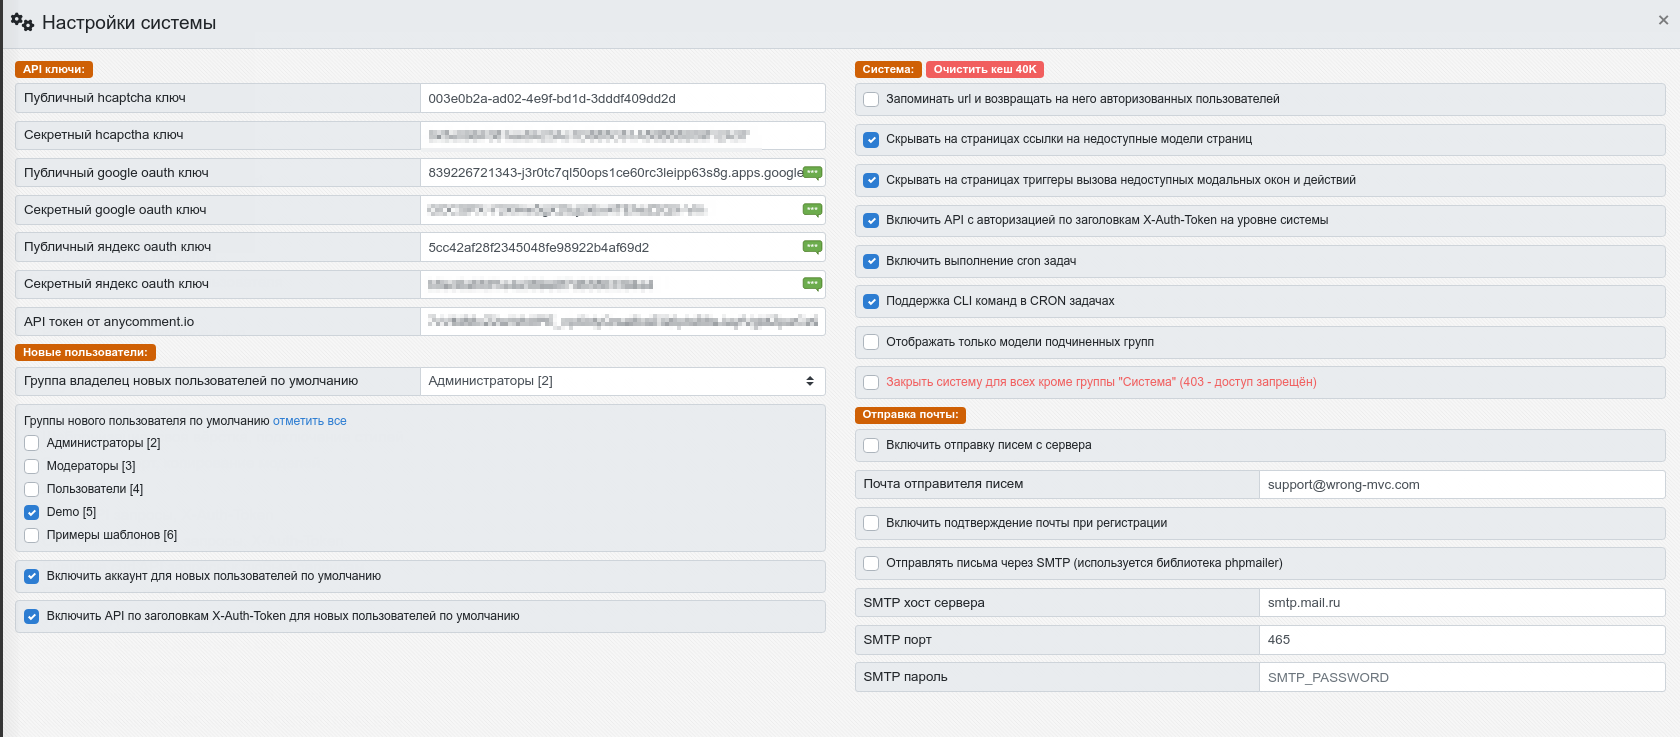 Настройки системы
API ключи:
Публичный hcaptcha ключ
003e0b2a-ad02-4e9f-bd1d-3dddf409dd2d
Секретный hcapctha ключ
Публичный google oauth ключ
839226721343-j3r0tc7ql50ops1ce60rc3leipp63s8g.apps.google
Секретный google oauth ключ
Публичный яндекс oauth ключ
5cc42af28f2345048fe98922b4af69d2
Секретный яндекс oauth ключ
API токен от anycomment.io
Новые пользователи:
Группа владелец новых пользователей по умолчанию
Администраторы [2]
Группы нового пользователя по умолчанию отметить все
Администраторы [2]
Модераторы [3]
Пользователи [4]
Demo [5]
Примеры шаблонов [6]
Включить аккаунт для новых пользователей по умолчанию
Включить API по заголовкам X-Auth-Token для новых пользователей по умолчанию
Система: Очистить кеш 40K
Запоминать url и возвращать на него авторизованных пользователей
Скрывать на страницах ссылки на недоступные модели страниц
Скрывать на страницах триггеры вызова недоступных модальных окон и действий
Включить API с авторизацией по заголовкам X-Auth-Token на уровне системы
Включить выполнение cron задач
Поддержка CLI команд в CRON задачах
Отображать только модели подчиненных групп
Закрыть систему для всех кроме группы "Система" (403 - доступ запрещён)
Отправка почты:
Включить отправку писем с сервера
Почта отправителя писем
support@wrong-mvc.com
Включить подтверждение почты при регистрации
Отправлять письма через SMTP (используется библиотека phpmailer)
SMTP хост сервера
smtp.mail.ru
SMTP порт
465
SMTP пароль
SMTP_PASSWORD